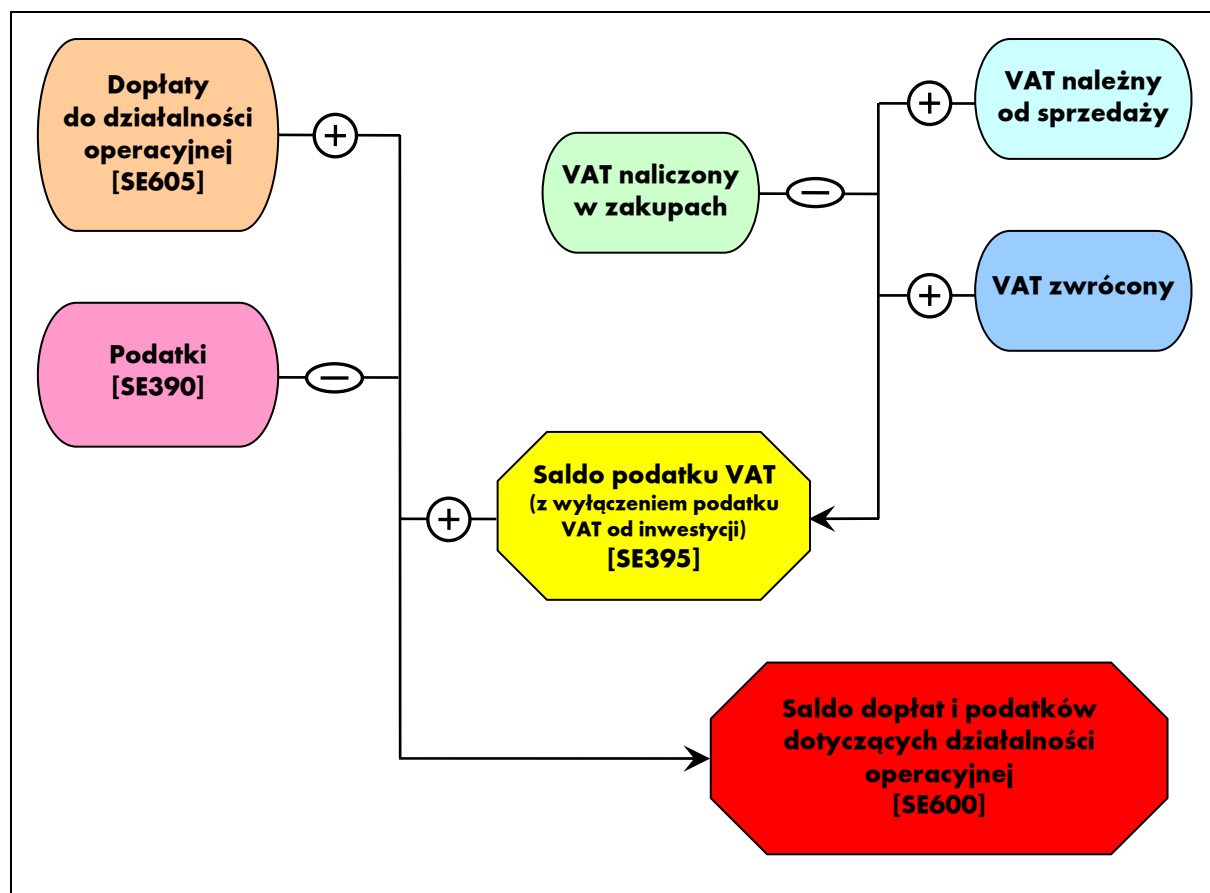 Dopłaty
do działalności
operacyjnej
[SE605]
+
VAT należny
od sprzedaży
+
VAT naliczony
w zakupach
−
VAT zwrócony
+
Podatki
[SE390]
−
Saldo podatku VAT
(z wyłączeniem podatku
VAT od inwestycji)
[SE395]
+
Saldo dopłat i podatków
dotyczących działalności
operacyjnej
[SE600]